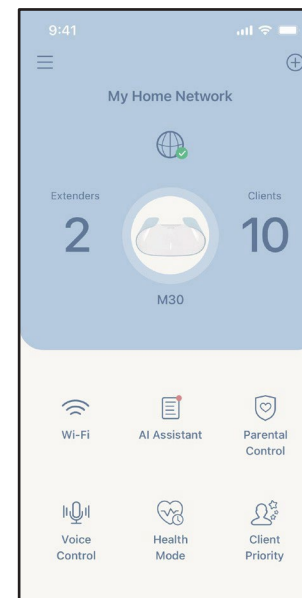 9:41
My Home Network
Extenders
Clients
2
10
M30
Wi-Fi
AI Assistant
Parental
Control
Voice
Control
Health
Mode
Client
Priority